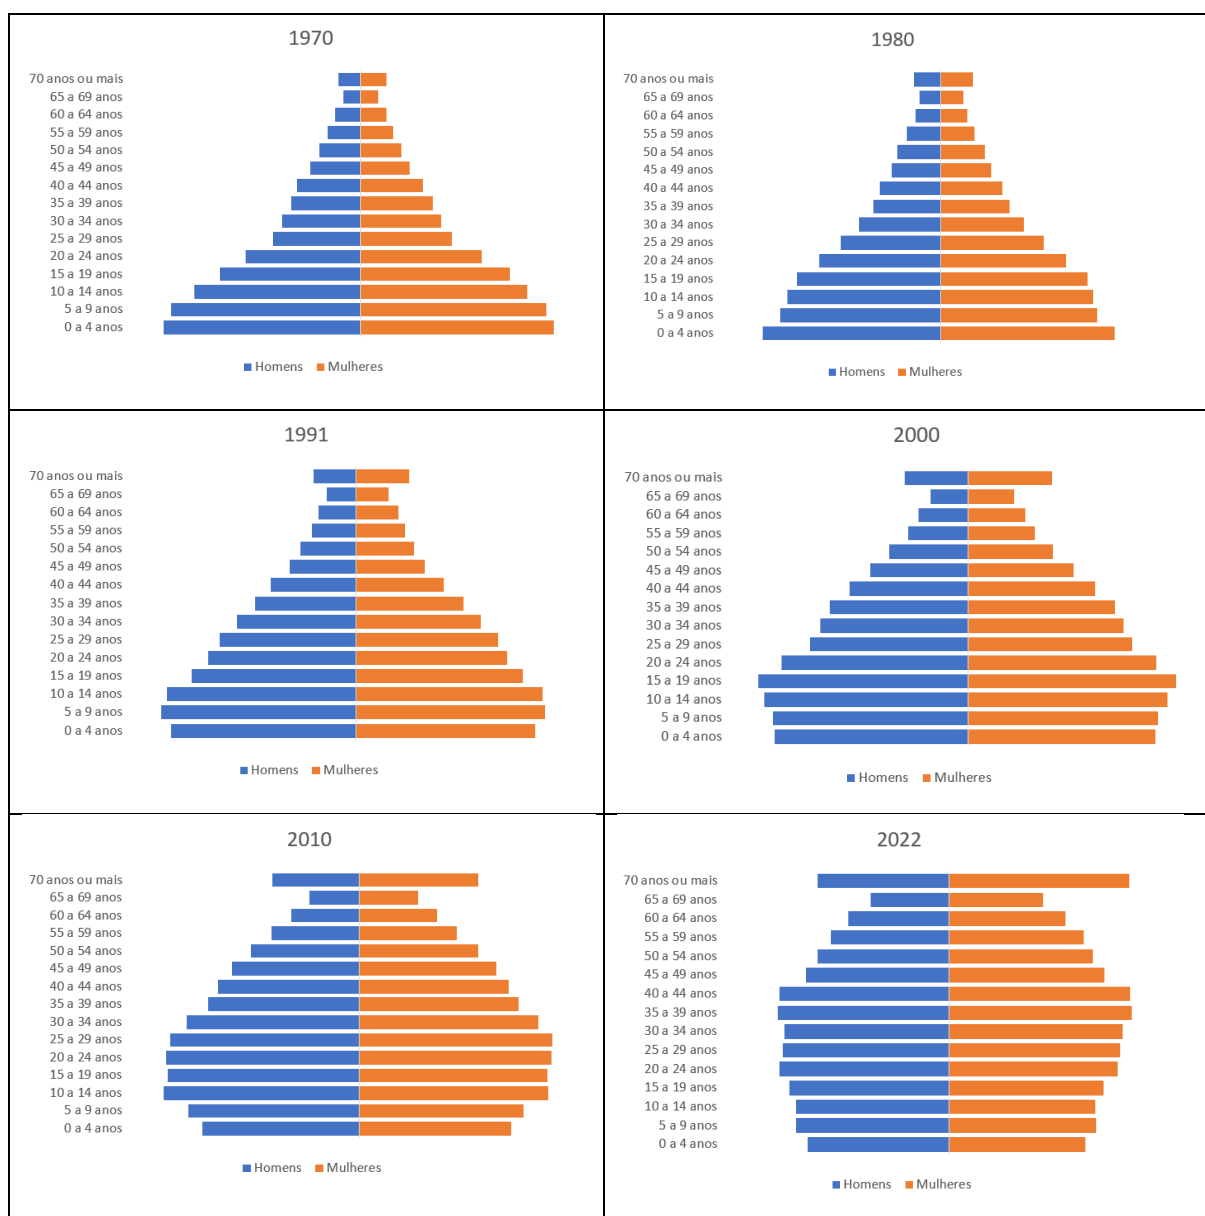 1970
70 anos ou mais
65 a 69 anos
60 a 64 anos
55 a 59 anos
50 a 54 anos
45 a 49 anos
40 a 44 anos
35 a 39 anos
30 a 34 anos
25 a 29 anos
20 a 24 anos
15 a 19 anos
10 a 14 anos
5 a 9 anos
0 a 4 anos
Homens Mulheres
1980
70 anos ou mais
65 a 69 anos
60 a 64 anos
55 a 59 anos
50 a 54 anos
45 a 49 anos
40 a 44 anos
35 a 39 anos
30 a 34 anos
25 a 29 anos
20 a 24 anos
15 a 19 anos
10 a 14 anos
5 a 9 anos
0 a 4 anos
Homens Mulheres
1991
70 anos ou mais
65 a 69 anos
60 a 64 anos
55 a 59 anos
50 a 54 anos
45 a 49 anos
40 a 44 anos
35 a 39 anos
30 a 34 anos
25 a 29 anos
20 a 24 anos
15 a 19 anos
10 a 14 anos
5 a 9 anos
0 a 4 anos
Homens Mulheres
2000
70 anos ou mais
65 a 69 anos
60 a 64 anos
55 a 59 anos
50 a 54 anos
45 a 49 anos
40 a 44 anos
35 a 39 anos
30 a 34 anos
25 a 29 anos
20 a 24 anos
15 a 19 anos
10 a 14 anos
5 a 9 anos
0 a 4 anos
Homens Mulheres
2010
70 anos ou mais
65 a 69 anos
60 a 64 anos
55 a 59 anos
50 a 54 anos
45 a 49 anos
40 a 44 anos
35 a 39 anos
30 a 34 anos
25 a 29 anos
20 a 24 anos
15 a 19 anos
10 a 14 anos
5 a 9 anos
0 a 4 anos
Homens Mulheres
2022
70 anos ou mais
65 a 69 anos
60 a 64 anos
55 a 59 anos
50 a 54 anos
45 a 49 anos
40 a 44 anos
35 a 39 anos
30 a 34 anos
25 a 29 anos
20 a 24 anos
15 a 19 anos
10 a 14 anos
5 a 9 anos
0 a 4 anos
Homens Mulheres